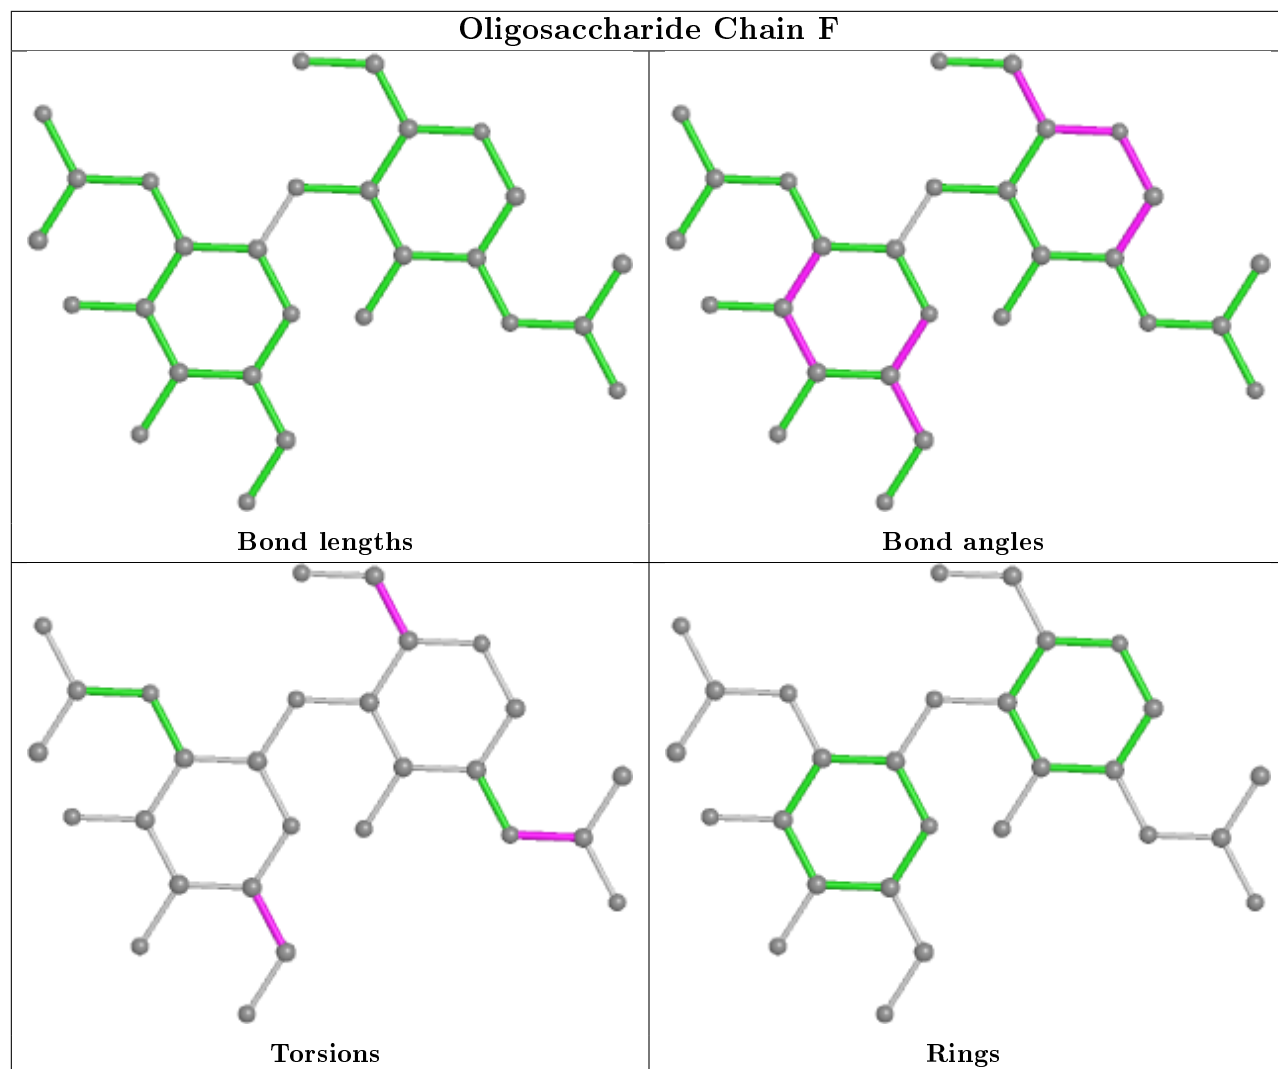 Oligosaccharide Chain F
Bond lengths
Bond angles
Torsions
Rings